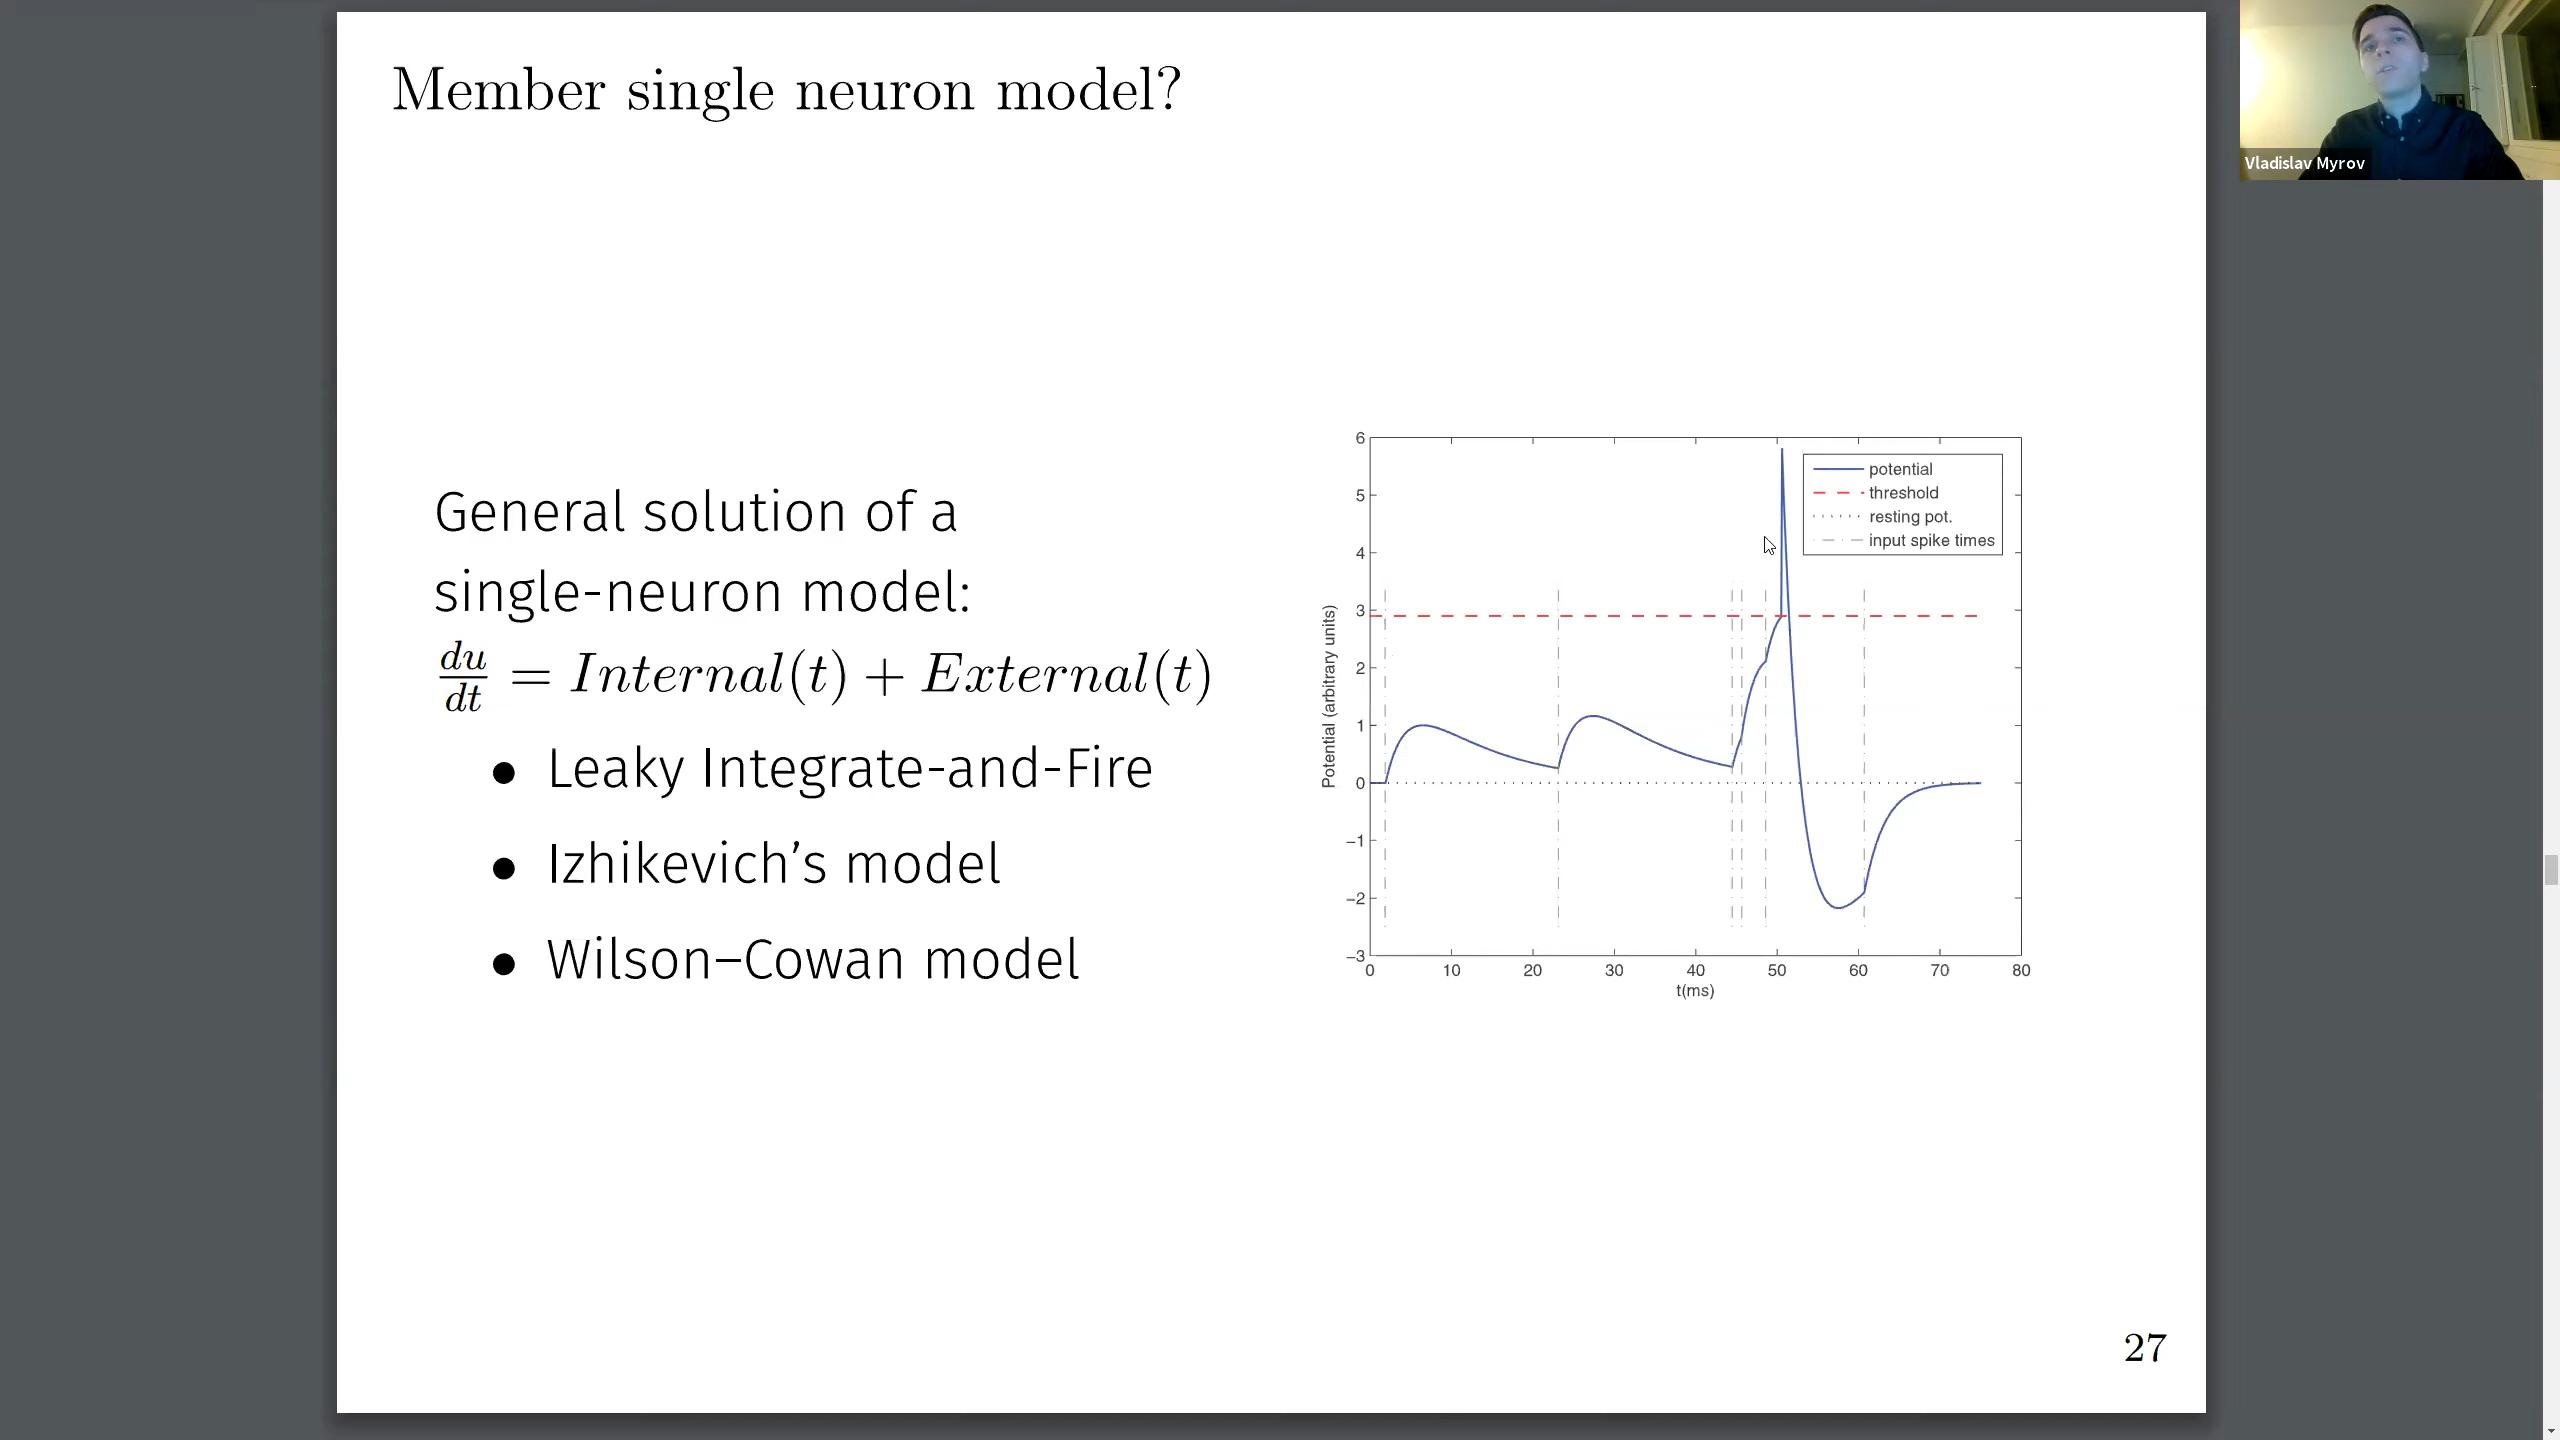 Member single neuron model?
Vladislav Myrov
General solution of a
single-neuron model:
du/dt = Internal(t) + External(t)
• Leaky Integrate-and-Fire
• Izhikevich's model
• Wilson–Cowan model
potential
threshold
resting pot.
input spike times
Potential (arbitrary units)
6
5
4
3
2
1
0
−1
−2
−3
0 10 20 30 40 50 60 70 80
t(ms)
27